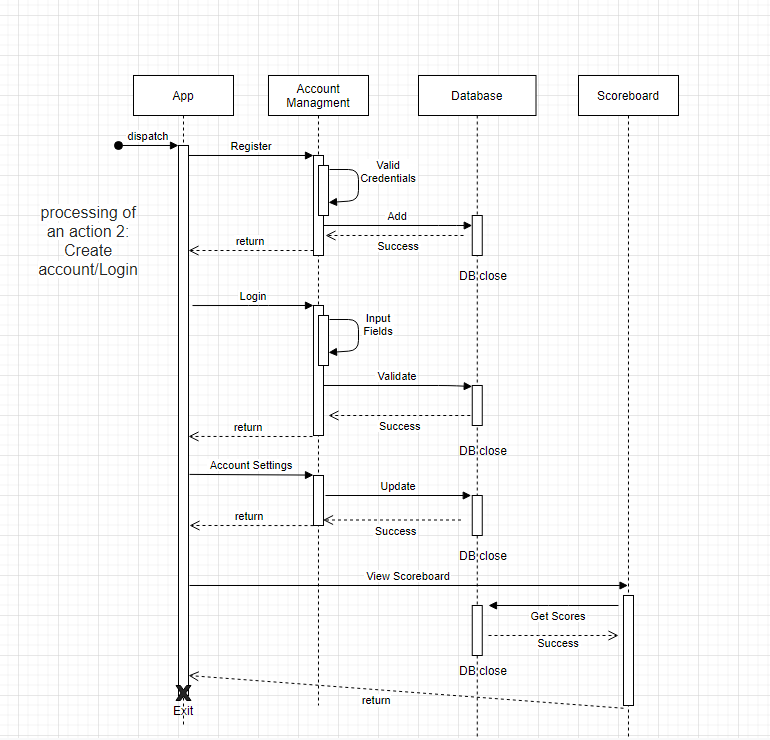 App
Account
Managment
Database
Scoreboard
dispatch
Register
Valid
Credentials
processing of
an action 2:
Create
account/Login
Add
return
Success
DB close
Login
Input
Fields
Validate
Success
return
DB close
Account Settings
Update
return
Success
DB close
View Scoreboard
Get Scores
Success
DB close
return
Exit